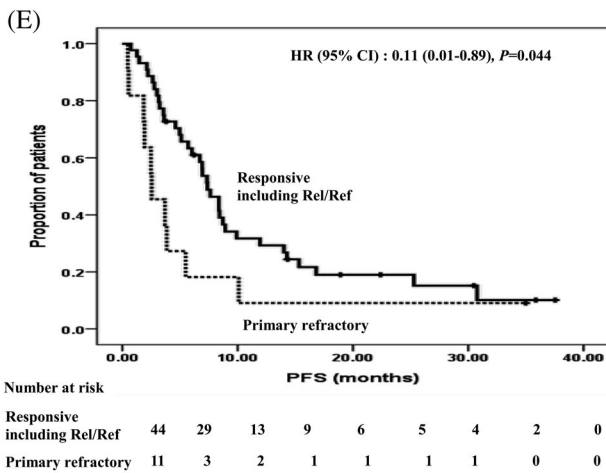 (E)
HR (95% CI) : 0.11 (0.01-0.89), P=0.044
Proportion of patients
1.0
0.8
0.6
0.4
0.2
0.0
Responsive
including Rel/Ref
Primary refractory
0.00 10.00 20.00 30.00 40.00
PFS (months)
Number at risk
Responsive
including Rel/Ref 44 29 13 9 6 5 4 2 0
Primary refractory 11 3 2 1 1 1 1 0 0